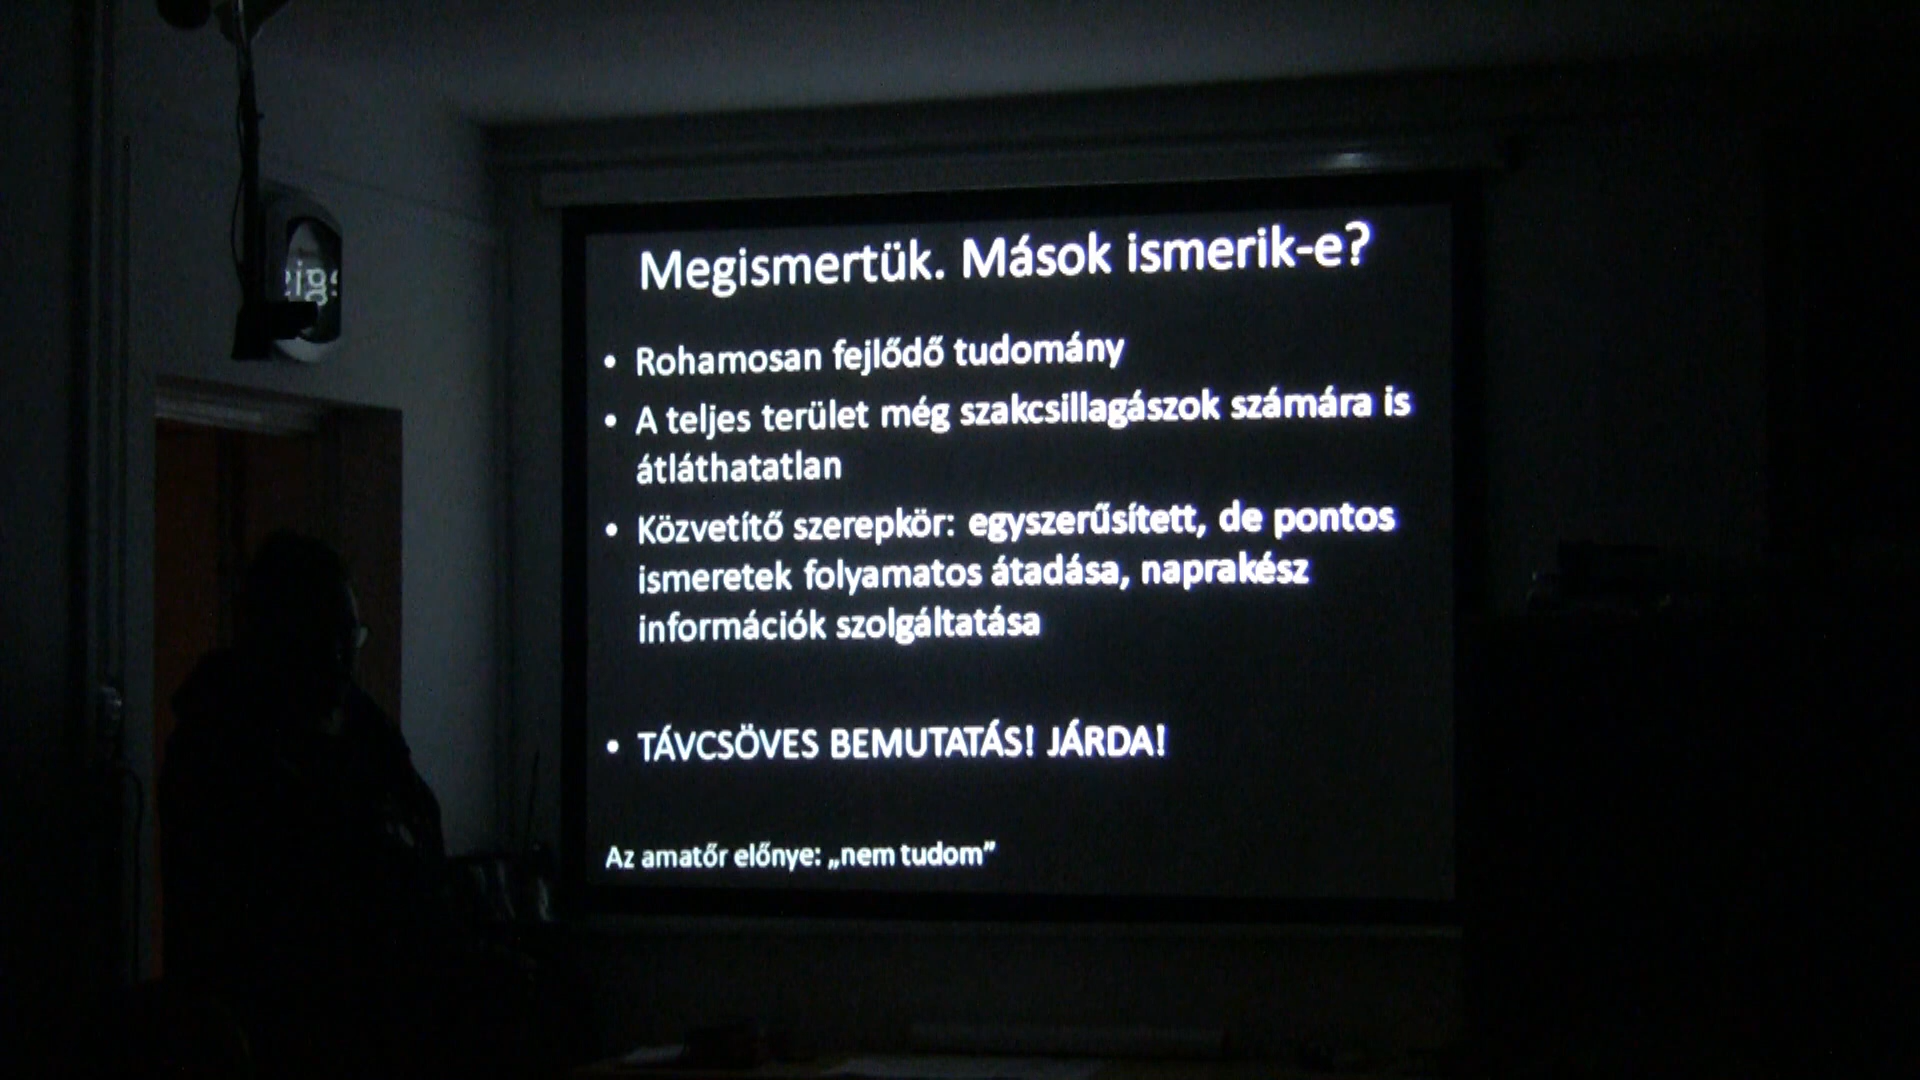 Megismertük. Mások ismerik-e?
• Rohamosan fejlődő tudomány
• A teljes terület még szakcsillagászok számára is
átláthatatlan
• Közvetítő szerepkör: egyszerűsített, de pontos
ismeretek folyamatos átadása, naprakész
információk szolgáltatása
• TÁVCSÖVES BEMUTATÁS! JÁRDA!
Az amatőr előnye: „nem tudom”